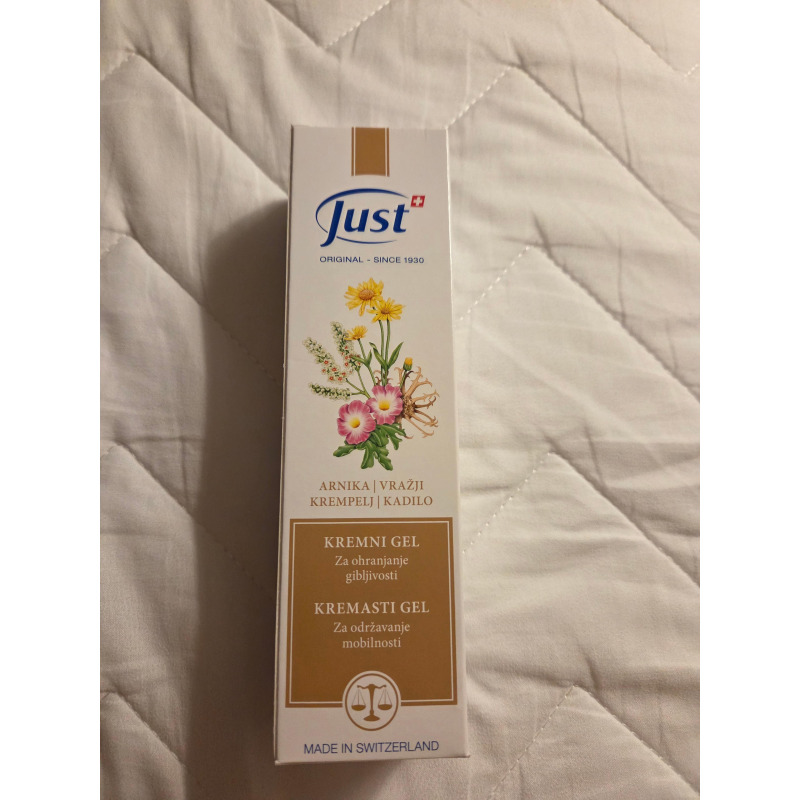 Just
ORIGINAL - SINCE 1930
ARNIKA | VRAŽJI
KREMPELJ | KADILO
KREMNI GEL
Za ohranjanje
gibljivosti
KREMASTI GEL
Za održavanje
mobilnosti
MADE IN SWITZERLAND